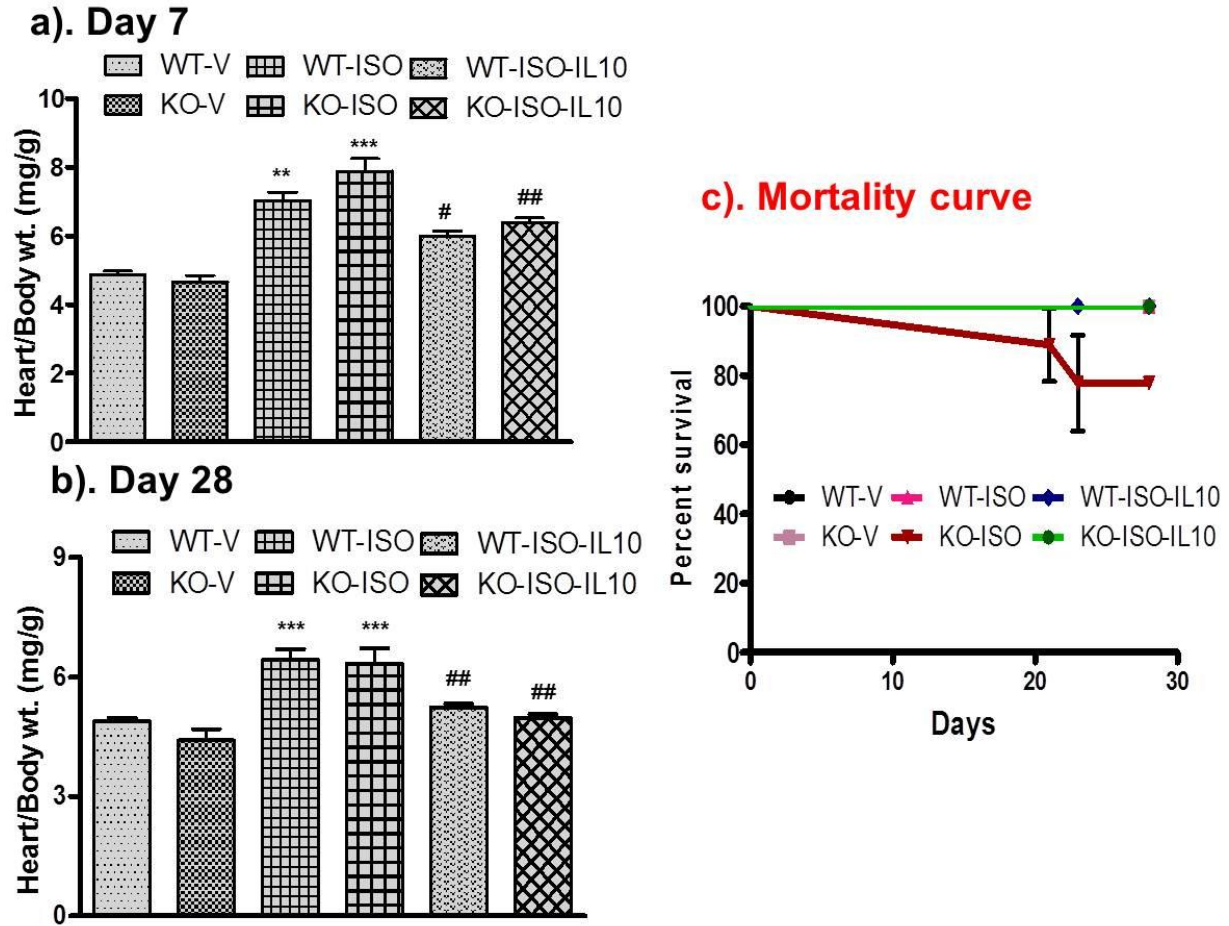 a). Day 7
WT-V WT-ISO WT-ISO-IL10
KO-V KO-ISO KO-ISO-IL10
Heart/Body wt. (mg/g)
10
8
6
4
2
0
** *** # ##
b). Day 28
WT-V WT-ISO WT-ISO-IL10
KO-V KO-ISO KO-ISO-IL10
Heart/Body wt. (mg/g)
9
6
3
0
*** *** ## ##
c). Mortality curve
Percent survival
100
80
60
40
20
0
WT-V WT-ISO WT-ISO-IL10
KO-V KO-ISO KO-ISO-IL10
0 10 20 30
Days